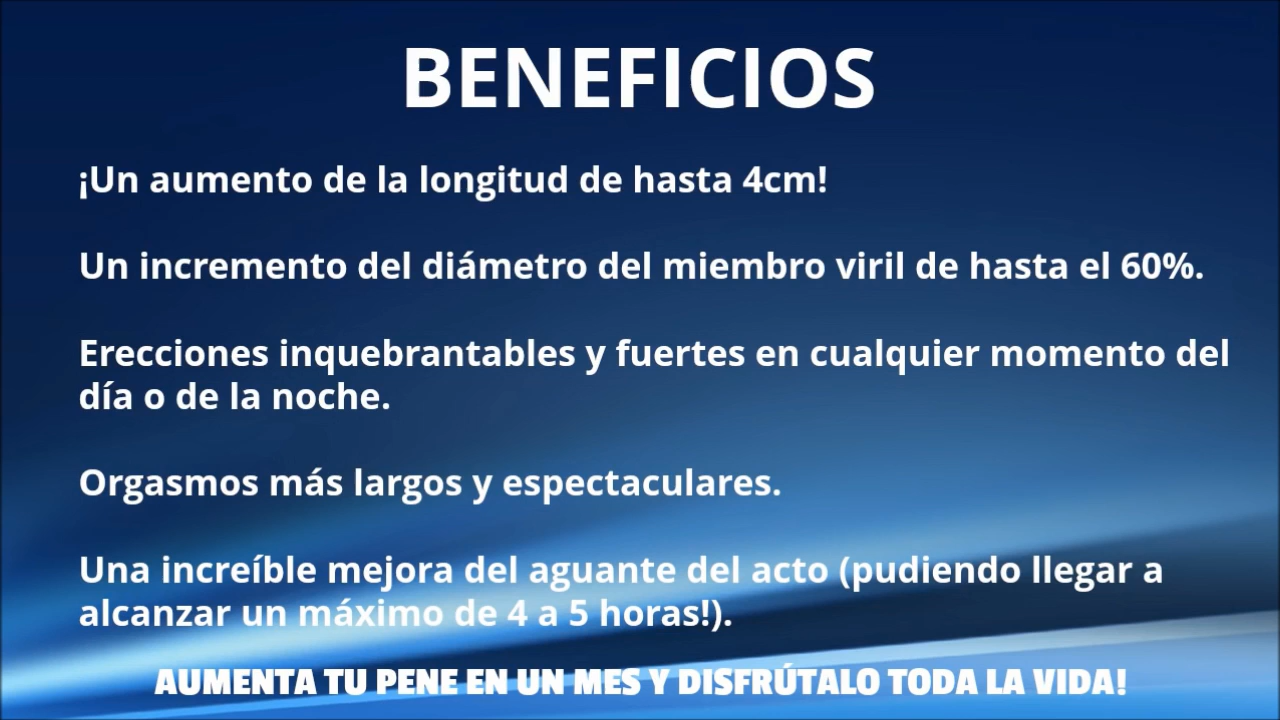 BENEFICIOS
¡Un aumento de la longitud de hasta 4cm!
Un incremento del diámetro del miembro viril de hasta el 60%.
Erecciones inquebrantables y fuertes en cualquier momento del
día o de la noche.
Orgasmos más largos y espectaculares.
Una increíble mejora del aguante del acto (pudiendo llegar a
alcanzar un máximo de 4 a 5 horas!).
AUMENTA TU PENE EN UN MES Y DISFRÚTALO TODA LA VIDA!